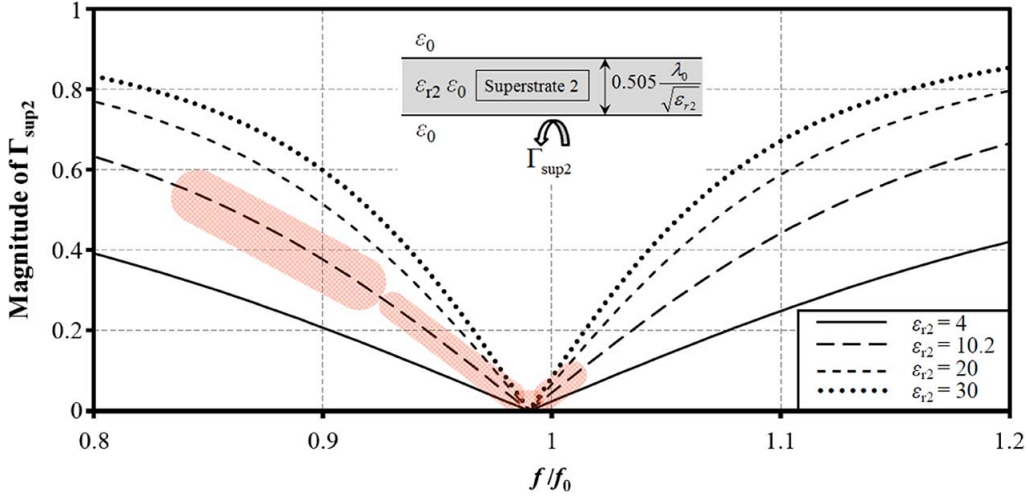 1
0.8
0.6
0.4
0.2
0
Magnitude of Γsup2
ε0
εr2 ε0 Superstrate 2 0.505 λ0/√εr2
ε0
Γsup2
εr2 = 4
εr2 = 10.2
εr2 = 20
εr2 = 30
0.8 0.9 1 1.1 1.2
f/f0